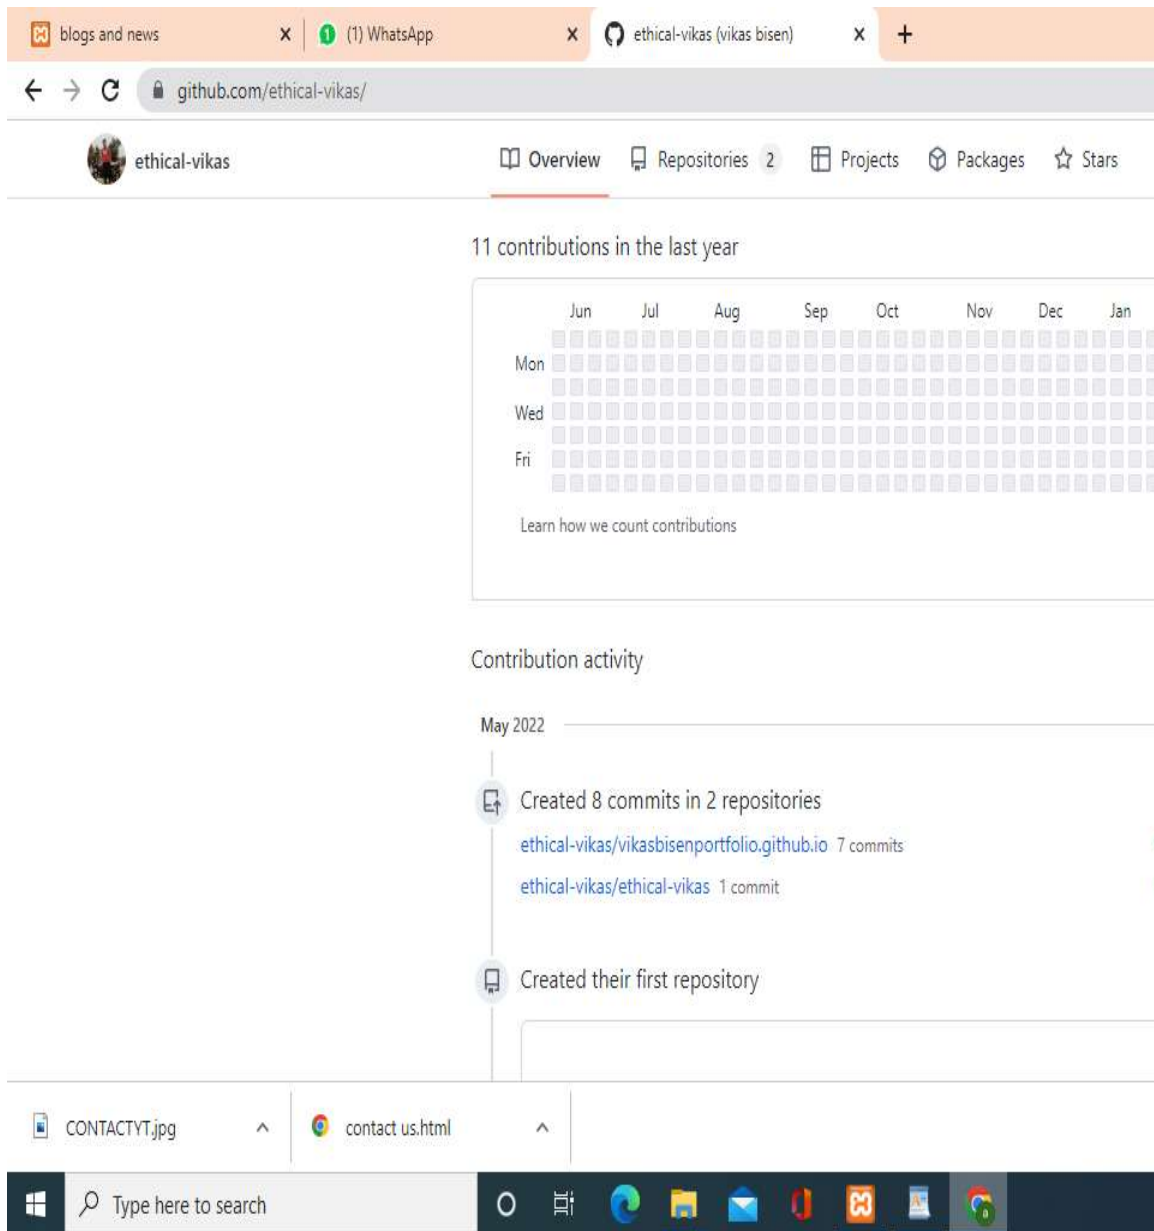 blogs and news
(1) WhatsApp
ethical-vikas (vikas bisen)
github.com/ethical-vikas/
ethical-vikas
Overview
Repositories 2
Projects
Packages
Stars
11 contributions in the last year
Jun Jul Aug Sep Oct Nov Dec Jan
Mon
Wed
Fri
Learn how we count contributions
Contribution activity
May 2022
Created 8 commits in 2 repositories
ethical-vikas/vikasbisenportfolio.github.io 7 commits
ethical-vikas/ethical-vikas 1 commit
Created their first repository
CONTACTYT.jpg
contact us.html
Type here to search